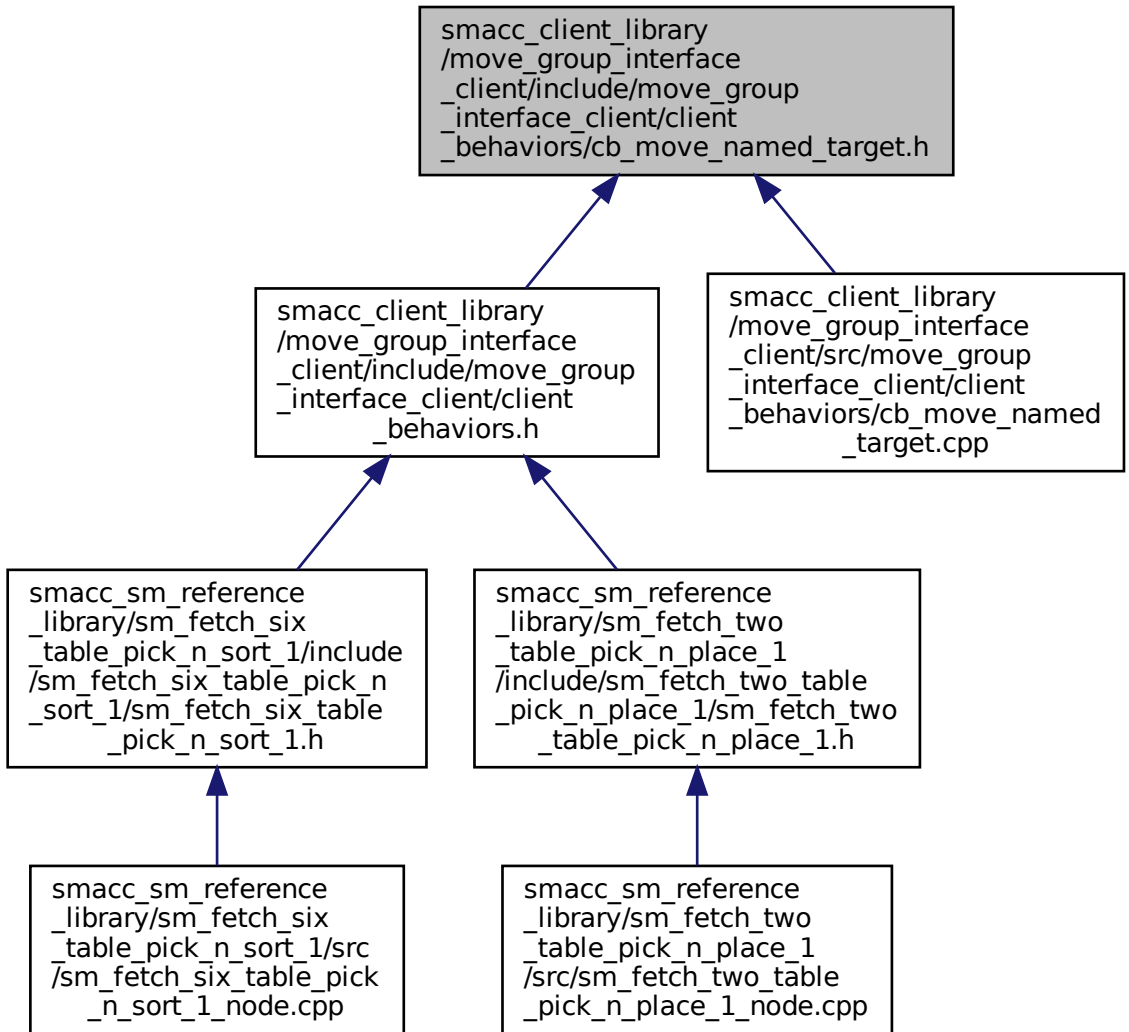 smacc_client_library
/move_group_interface
_client/include/move_group
_interface_client/client
_behaviors/cb_move_named_target.h
smacc_client_library
/move_group_interface
_client/include/move_group
_interface_client/client
_behaviors.h
smacc_client_library
/move_group_interface
_client/src/move_group
_interface_client/client
_behaviors/cb_move_named
_target.cpp
smacc_sm_reference
_library/sm_fetch_six
_table_pick_n_sort_1/include
/sm_fetch_six_table_pick_n
_sort_1/sm_fetch_six_table
_pick_n_sort_1.h
smacc_sm_reference
_library/sm_fetch_two
_table_pick_n_place_1
/include/sm_fetch_two_table
_pick_n_place_1/sm_fetch_two
_table_pick_n_place_1.h
smacc_sm_reference
_library/sm_fetch_six
_table_pick_n_sort_1/src
/sm_fetch_six_table_pick
_n_sort_1_node.cpp
smacc_sm_reference
_library/sm_fetch_two
_table_pick_n_place_1
/src/sm_fetch_two_table
_pick_n_place_1_node.cpp